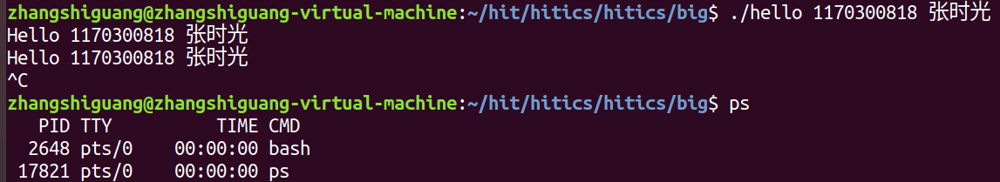 zhangshiguang@zhangshiguang-virtual-machine:~/hit/hitics/hitics/big$ ./hello 1170300818 张时光
Hello 1170300818 张时光
Hello 1170300818 张时光
^C
zhangshiguang@zhangshiguang-virtual-machine:~/hit/hitics/hitics/big$ ps
   PID TTY          TIME CMD
  2648 pts/0    00:00:00 bash
 17821 pts/0    00:00:00 ps